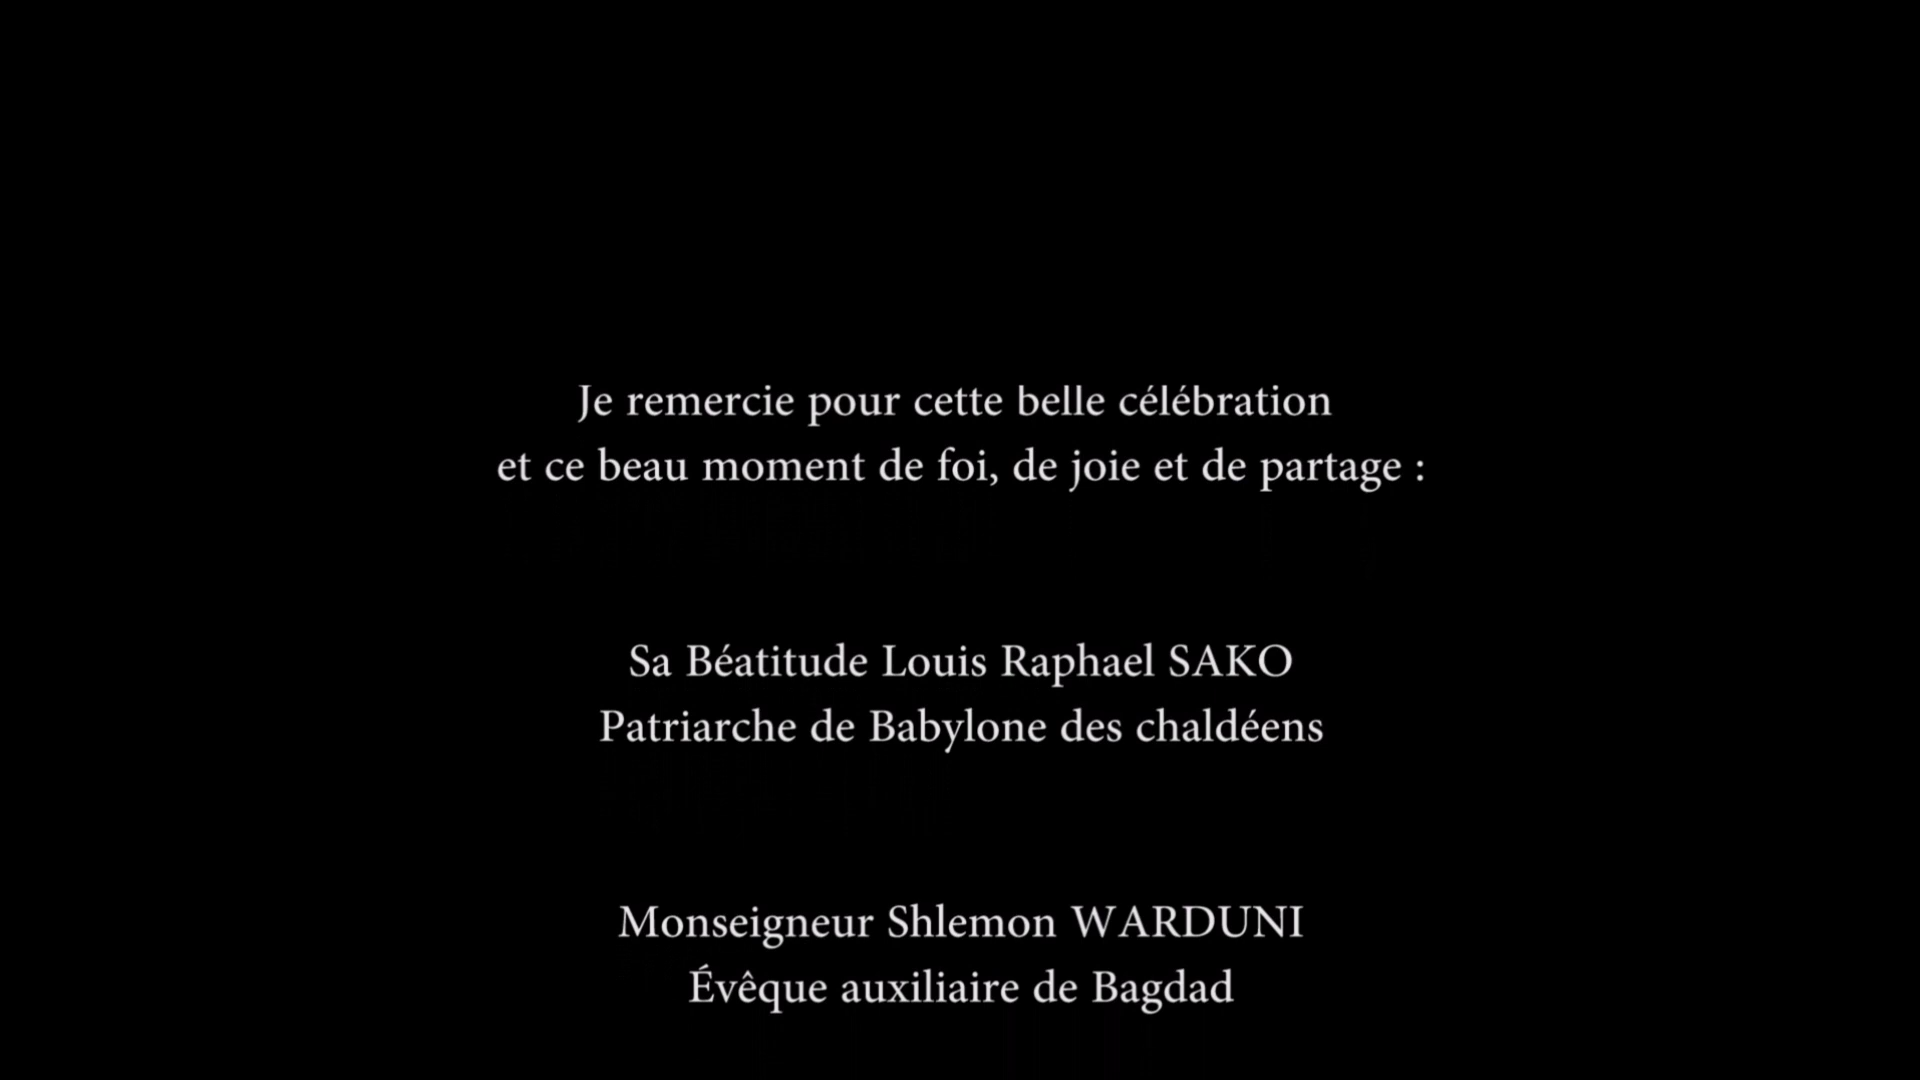 Je remercie pour cette belle célébration
et ce beau moment de foi, de joie et de partage :
Sa Béatitude Louis Raphael SAKO
Patriarche de Babylone des chaldéens
Monseigneur Shlemon WARDUNI
Évêque auxiliaire de Bagdad